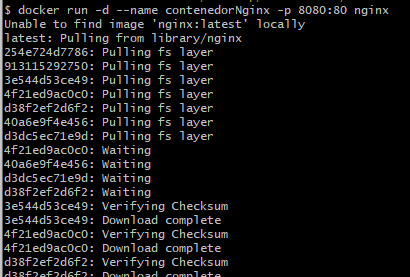 $ docker run -d --name contenedorNginx -p 8080:80 nginx
Unable to find image 'nginx:latest' locally
latest: Pulling from library/nginx
254e724d7786: Pulling fs layer
913115292750: Pulling fs layer
3e544d53ce49: Pulling fs layer
4f21ed9ac0c0: Pulling fs layer
d38f2ef2d6f2: Pulling fs layer
40a6e9f4e456: Pulling fs layer
d3dc5ec71e9d: Pulling fs layer
4f21ed9ac0c0: Waiting
40a6e9f4e456: Waiting
d3dc5ec71e9d: Waiting
d38f2ef2d6f2: Waiting
3e544d53ce49: Verifying Checksum
3e544d53ce49: Download complete
4f21ed9ac0c0: Verifying Checksum
4f21ed9ac0c0: Download complete
d38f2ef2d6f2: Verifying Checksum
d38f2ef2d6f2: Download complete